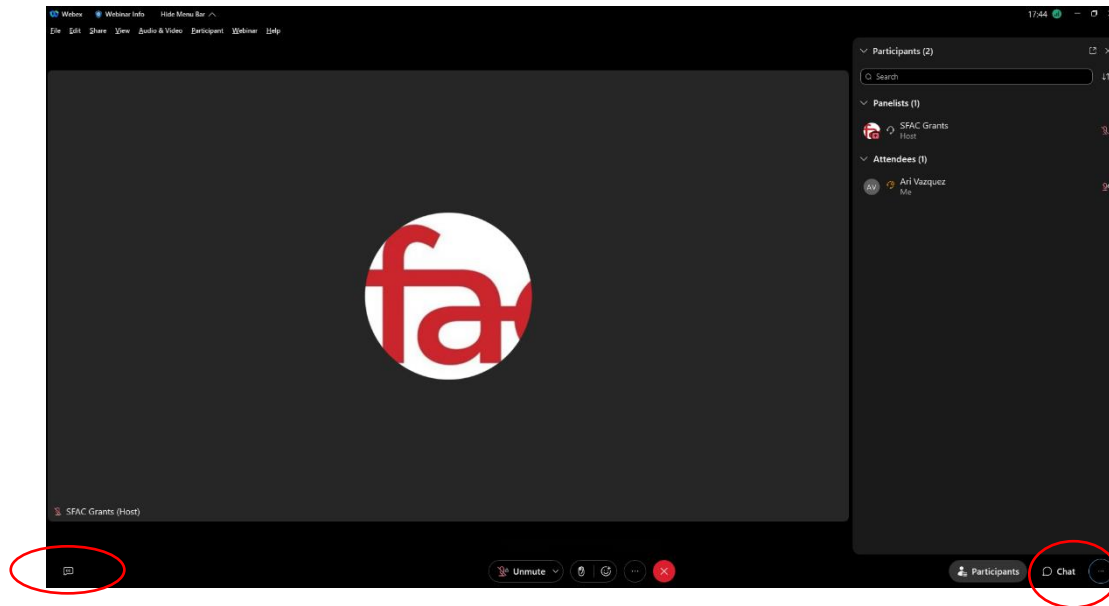 Webex Webinar Info Hide Menu Bar 17:44
File Edit Share View Audio & Video Participant Webinar Help
Participants (2)
Search
Panelists (1)
SFAC Grants
Host
Attendees (1)
AV Ari Vazquez
Me
fac
SFAC Grants (Host)
Unmute
Participants Chat